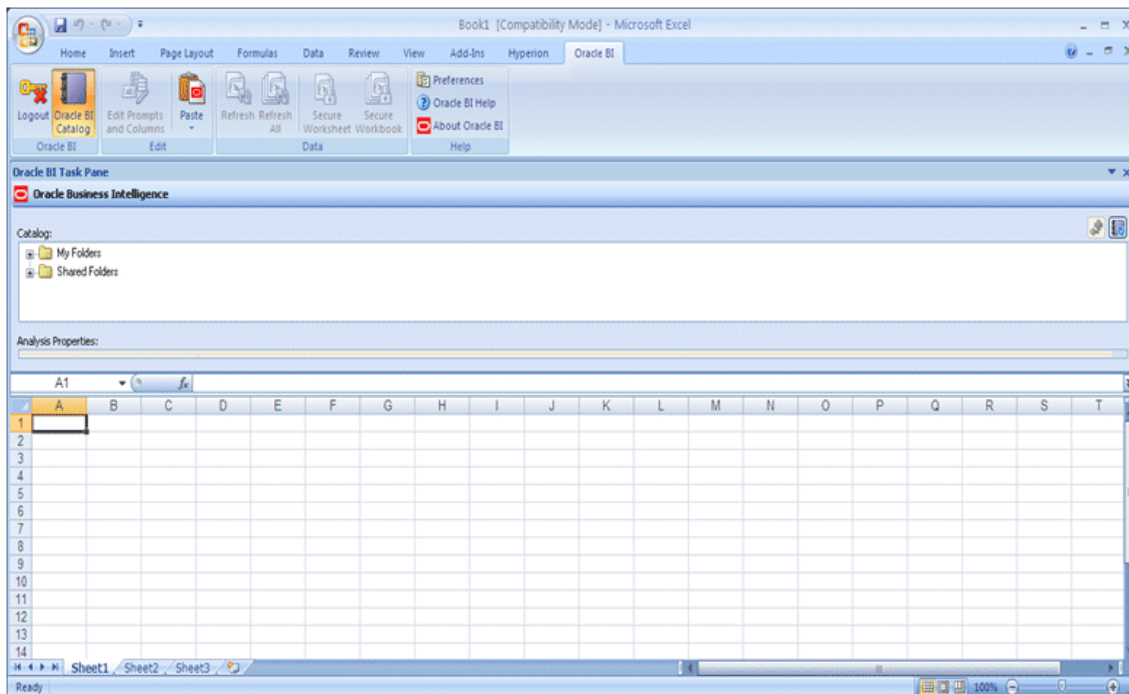 Book1 [Compatibility Mode] - Microsoft Excel
Home Insert Page Layout Formulas Data Review View Add-Ins Hyperion Oracle BI
Logout Oracle BI Catalog
Oracle BI
Edit Prompts and Columns Paste
Edit
Refresh Refresh All Secure Worksheet Secure Workbook
Data
Preferences
Oracle BI Help
About Oracle BI
Help
Oracle BI Task Pane
Oracle Business Intelligence
Catalog:
My Folders
Shared Folders
Analysis Properties:
A1 fx
A B C D E F G H I J K L M N O P Q R S T
1
2
3
4
5
6
7
8
9
10
11
12
13
14
Sheet1 Sheet2 Sheet3
Ready 100%